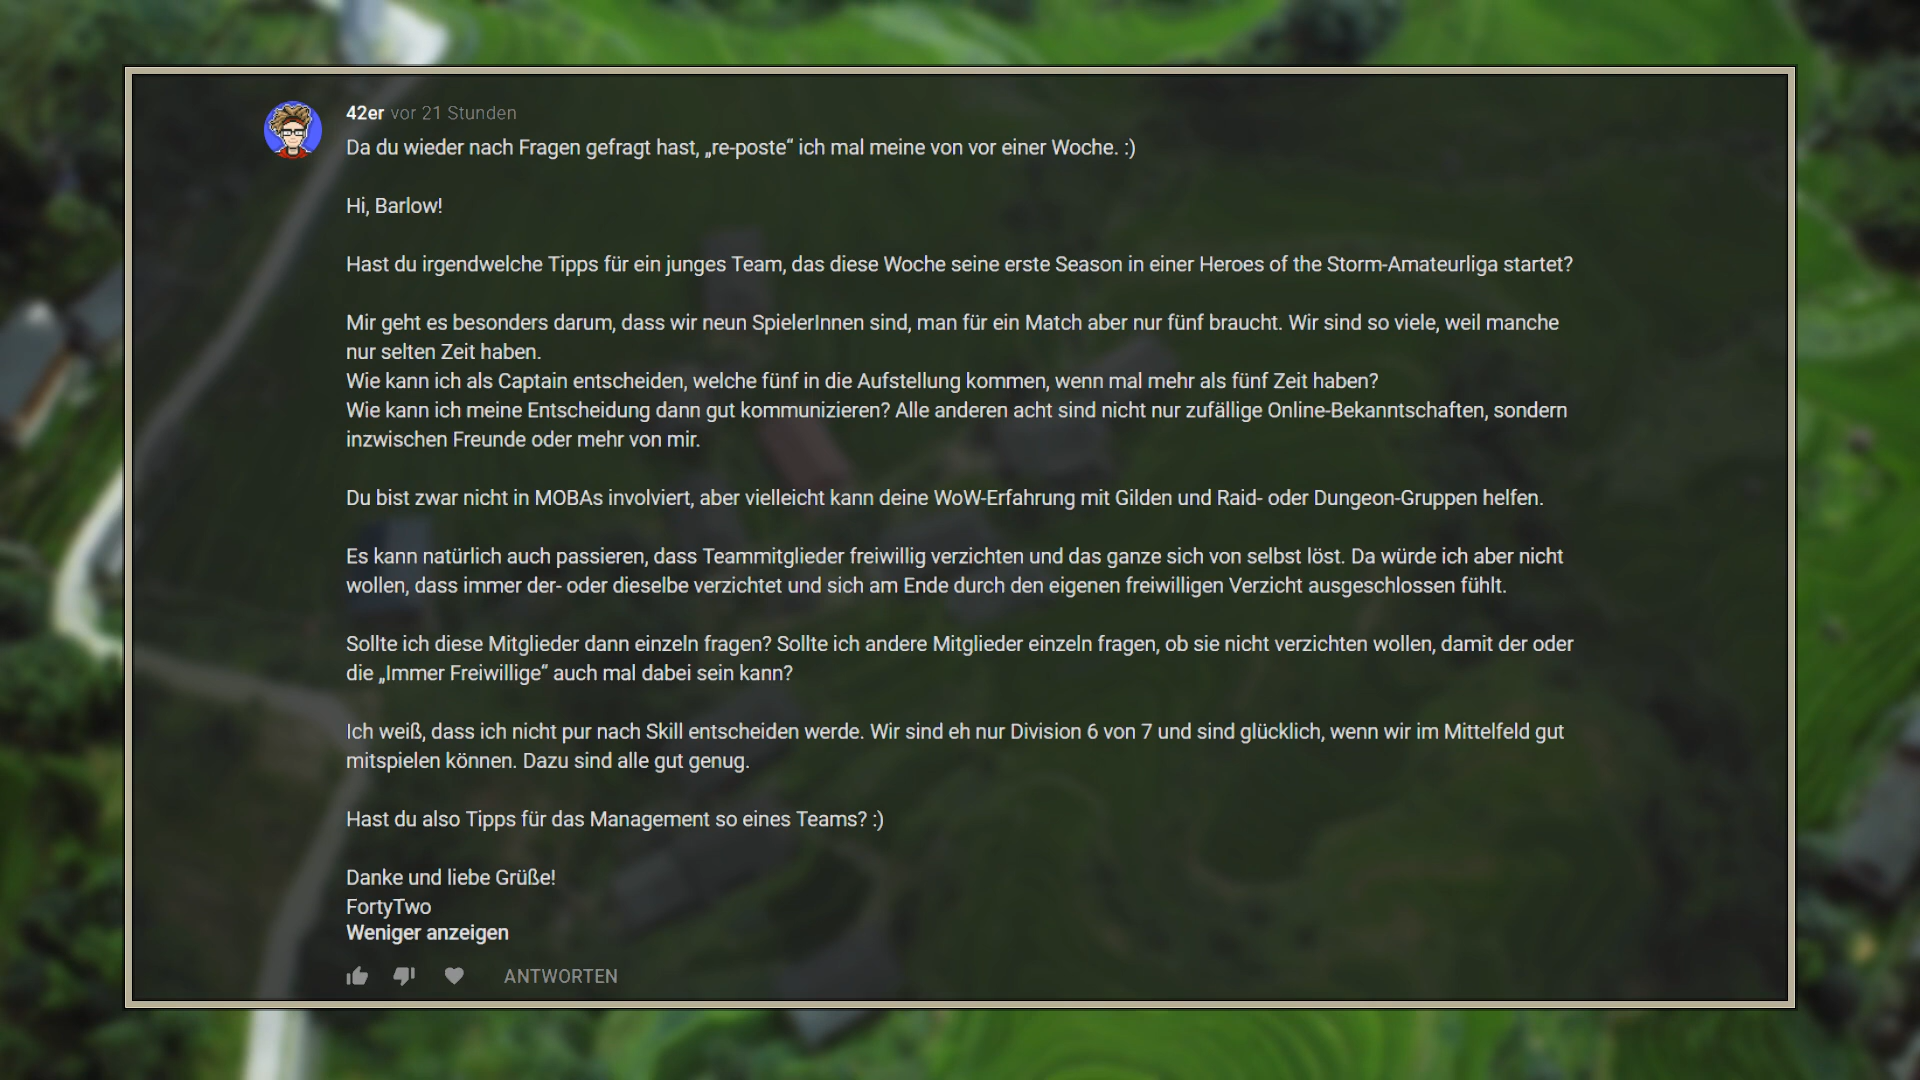 42er vor 21 Stunden
Da du wieder nach Fragen gefragt hast, „re-poste“ ich mal meine von vor einer Woche. :)
Hi, Barlow!
Hast du irgendwelche Tipps für ein junges Team, das diese Woche seine erste Season in einer Heroes of the Storm-Amateurliga startet?
Mir geht es besonders darum, dass wir neun SpielerInnen sind, man für ein Match aber nur fünf braucht. Wir sind so viele, weil manche
nur selten Zeit haben.
Wie kann ich als Captain entscheiden, welche fünf in die Aufstellung kommen, wenn mal mehr als fünf Zeit haben?
Wie kann ich meine Entscheidung dann gut kommunizieren? Alle anderen acht sind nicht nur zufällige Online-Bekanntschaften, sondern
inzwischen Freunde oder mehr von mir.
Du bist zwar nicht in MOBAs involviert, aber vielleicht kann deine WoW-Erfahrung mit Gilden und Raid- oder Dungeon-Gruppen helfen.
Es kann natürlich auch passieren, dass Teammitglieder freiwillig verzichten und das ganze sich von selbst löst. Da würde ich aber nicht
wollen, dass immer der- oder dieselbe verzichtet und sich am Ende durch den eigenen freiwilligen Verzicht ausgeschlossen fühlt.
Sollte ich diese Mitglieder dann einzeln fragen? Sollte ich andere Mitglieder einzeln fragen, ob sie nicht verzichten wollen, damit der oder
die „Immer Freiwillige“ auch mal dabei sein kann?
Ich weiß, dass ich nicht pur nach Skill entscheiden werde. Wir sind eh nur Division 6 von 7 und sind glücklich, wenn wir im Mittelfeld gut
mitspielen können. Dazu sind alle gut genug.
Hast du also Tipps für das Management so eines Teams? :)
Danke und liebe Grüße!
FortyTwo
Weniger anzeigen
ANTWORTEN